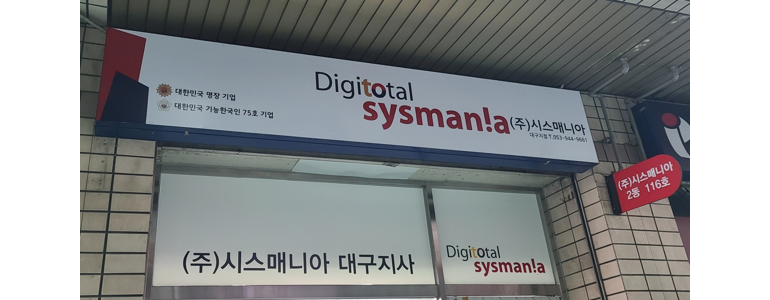 대한민국 명장 기업
대한민국 기능한국인 75호 기업
Digitotal
sysman!a (주)시스매니아
대구지점 T.053-944-9661
(주)시스매니아
2동 116호
(주)시스매니아 대구지사
Digitotal
sysman!a